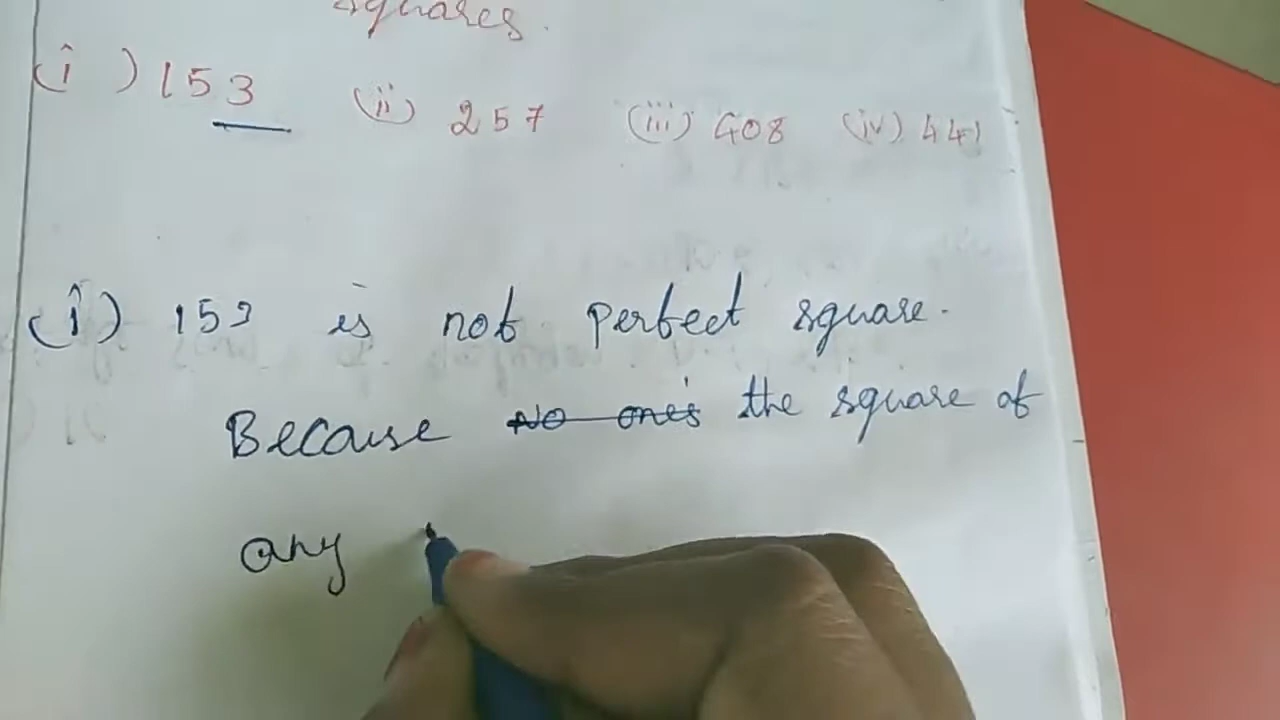 squares.
(i) 153 (ii) 257 (iii) 408 (iv) 441
(i) 153 is not perfect square.
Because No ones the square of
any